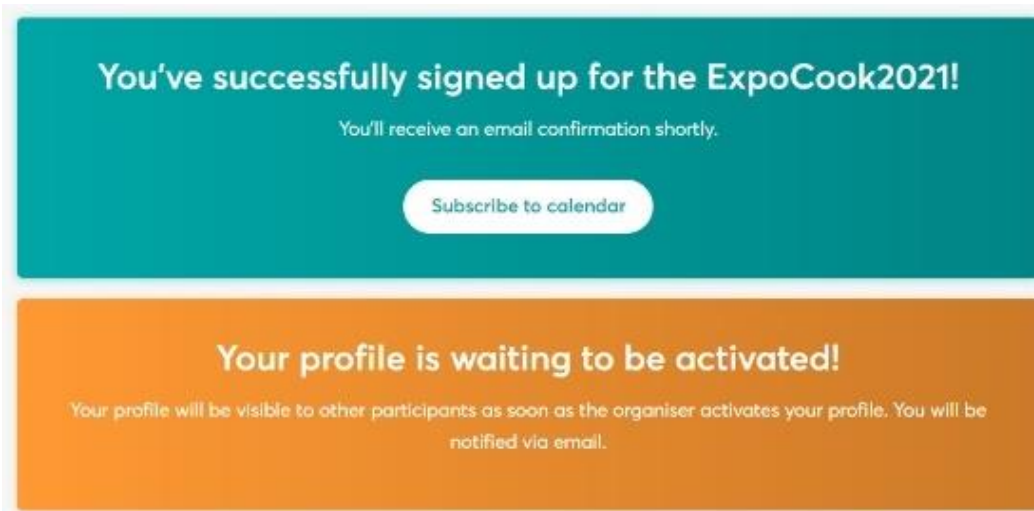 You've successfully signed up for the ExpoCook2021!
You'll receive an email confirmation shortly.
Subscribe to calendar
Your profile is waiting to be activated!
Your profile will be visible to other participants as soon as the organiser activates your profile. You will be
notified via email.